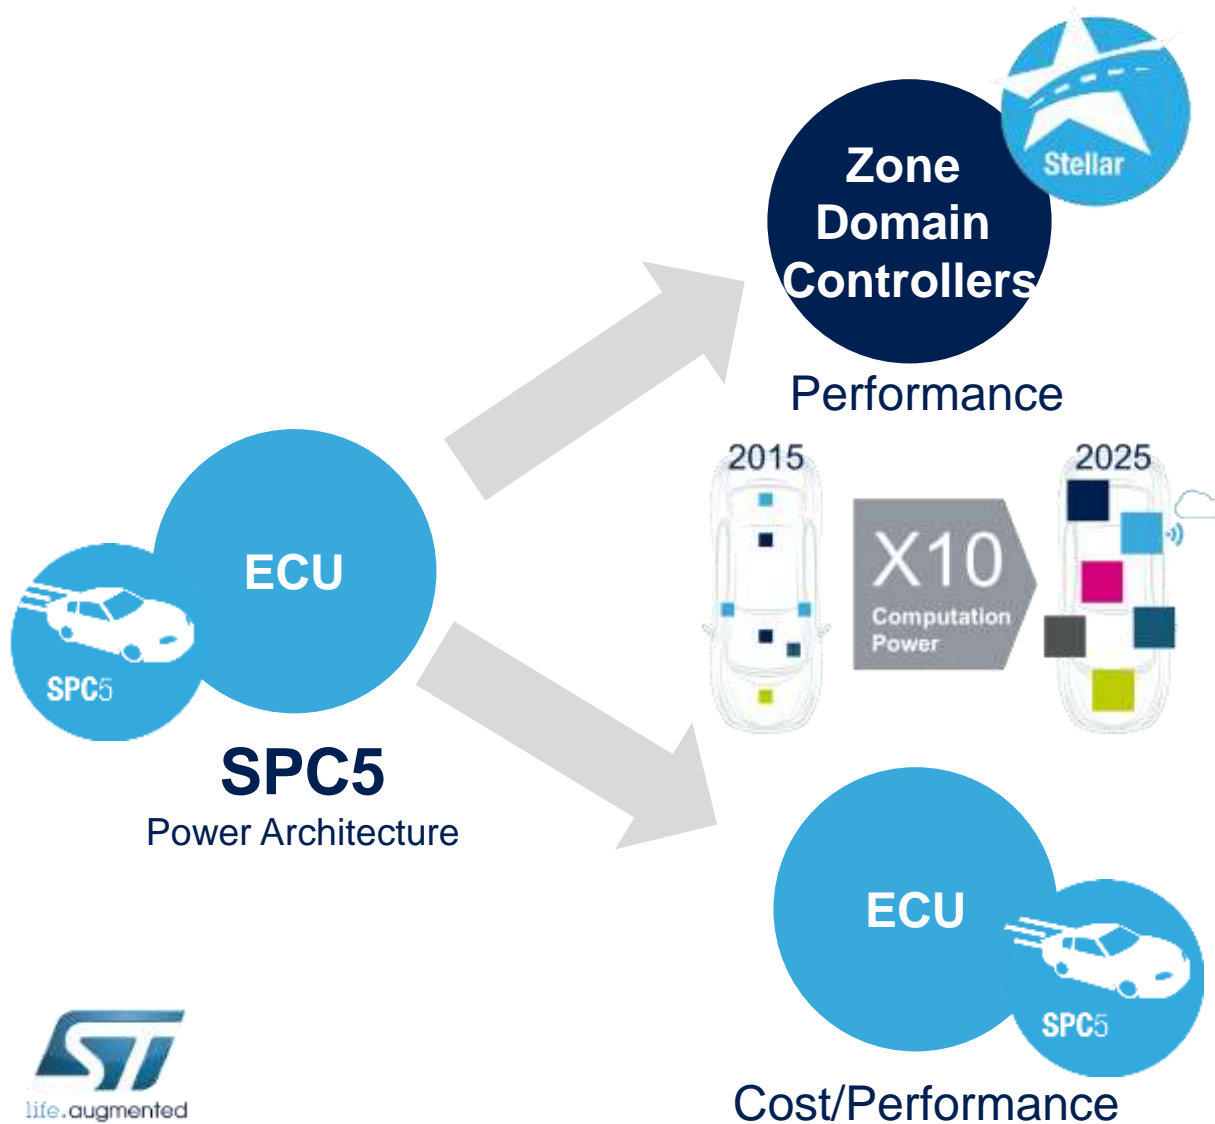 Stellar
Zone
Domain
Controllers
Performance
2015
2025
X10
Computation
Power
ECU
SPC5
SPC5
Power Architecture
ECU
SPC5
Cost/Performance
ST
life.augmented